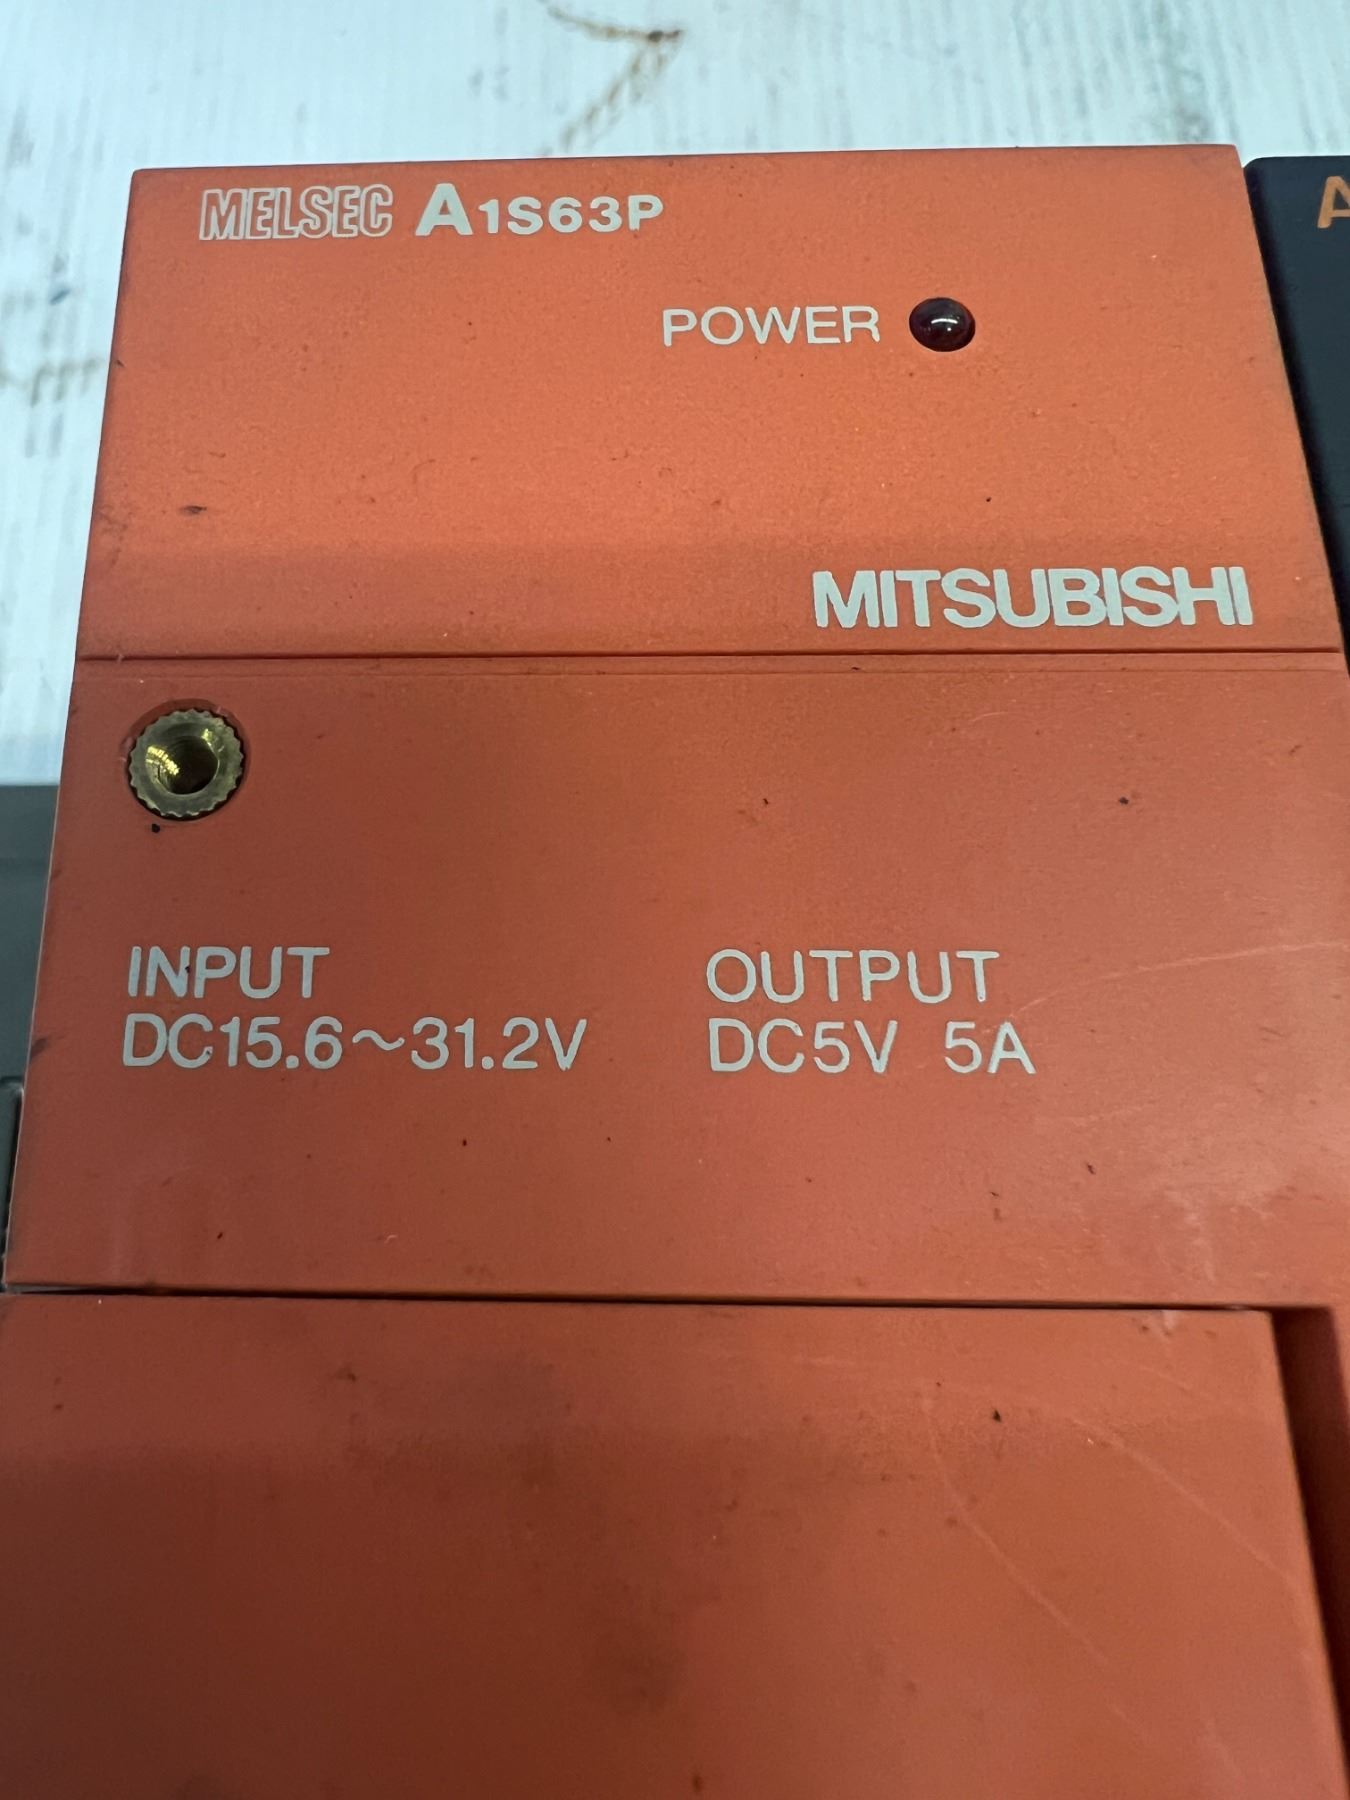 MELSEC A1S63P
A
POWER
MITSUBISHI
INPUT
DC15.6~31.2V
OUTPUT
DC5V 5A